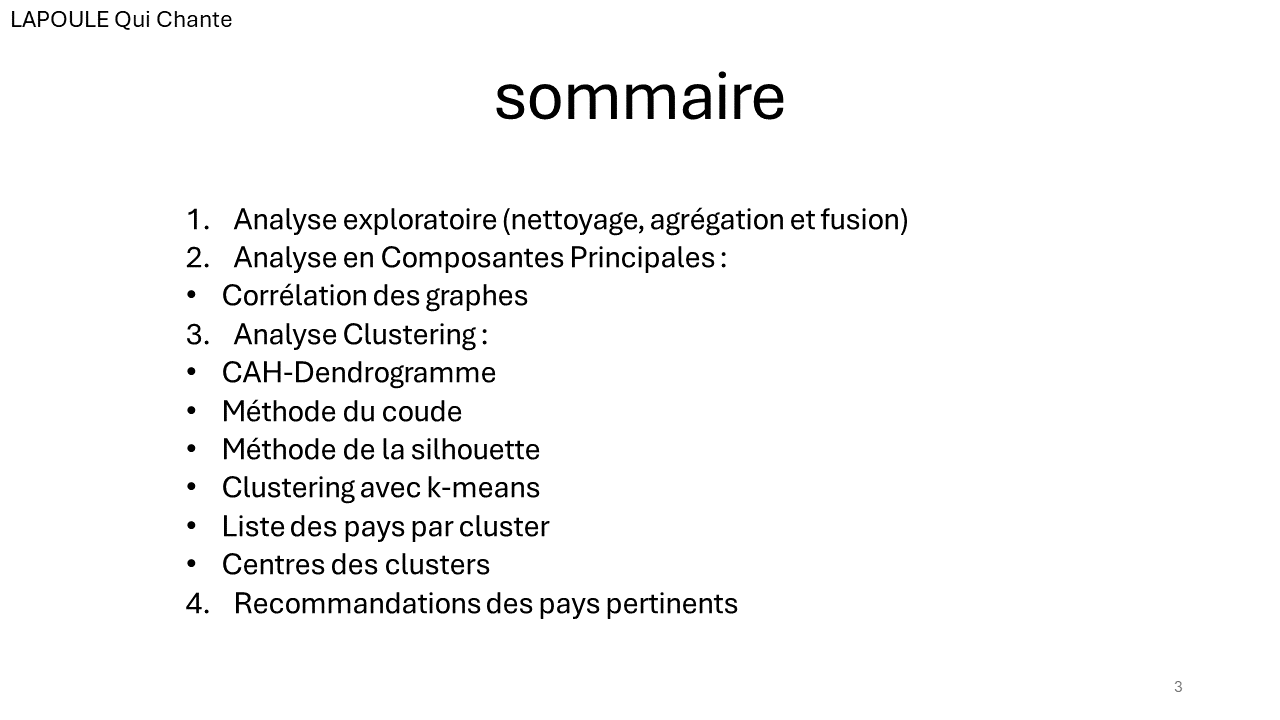 LAPOULE Qui Chante
sommaire
1. Analyse exploratoire (nettoyage, agrégation et fusion)
2. Analyse en Composantes Principales :
• Corrélation des graphes
3. Analyse Clustering :
• CAH-Dendrogramme
• Méthode du coude
• Méthode de la silhouette
• Clustering avec k-means
• Liste des pays par cluster
• Centres des clusters
4. Recommandations des pays pertinents
3